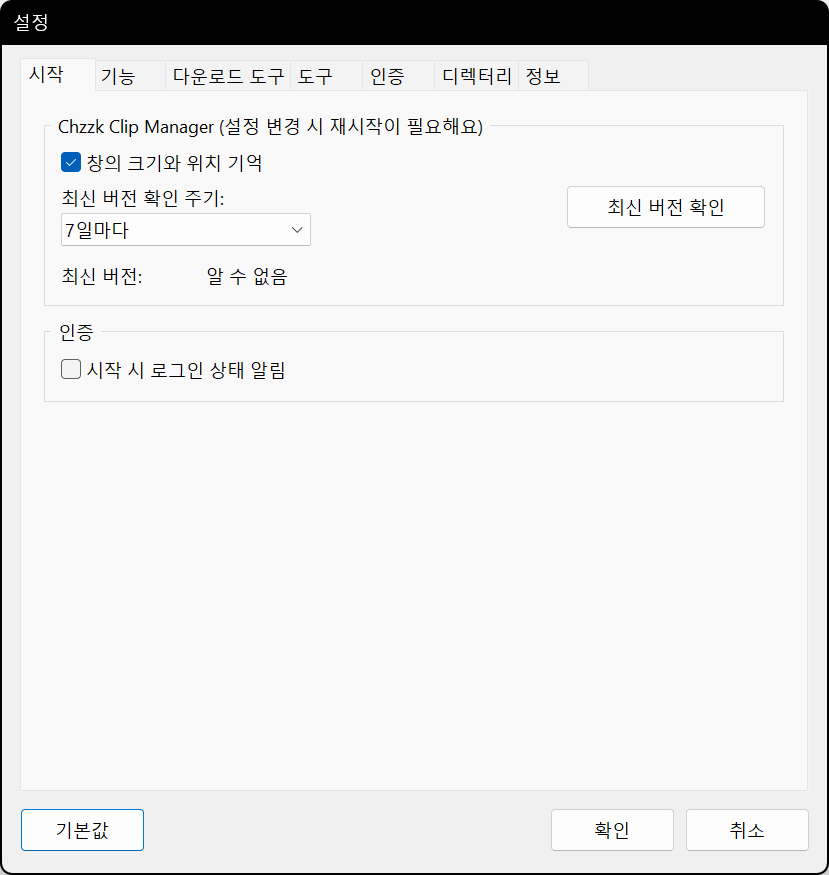 설정
시작 기능 다운로드 도구 도구 인증 디렉터리 정보
Chzzk Clip Manager (설정 변경 시 재시작이 필요해요)
창의 크기와 위치 기억
최신 버전 확인 주기:
최신 버전 확인
7일마다
최신 버전: 알 수 없음
인증
시작 시 로그인 상태 알림
기본값 확인 취소